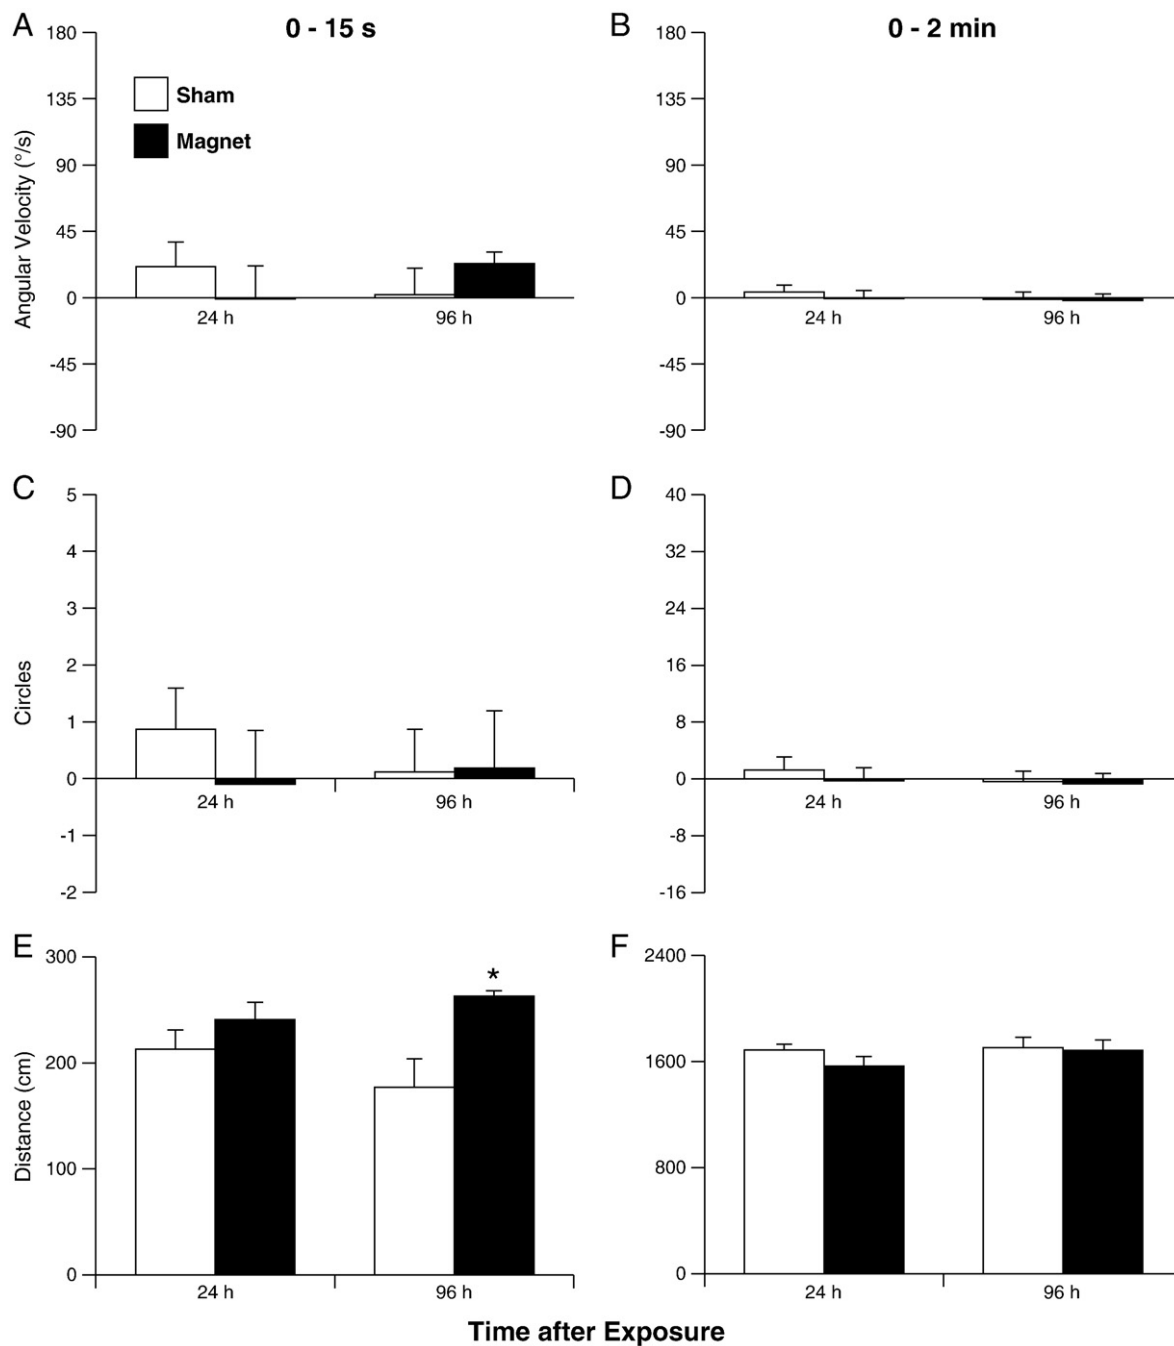 A
0 - 15 s
180
135
90
45
0
-45
-90
Angular Velocity (°/s)
Sham
Magnet
24 h
96 h
B
0 - 2 min
180
135
90
45
0
-45
-90
24 h
96 h
C
5
4
3
2
1
0
-1
-2
Circles
24 h
96 h
D
40
32
24
16
8
0
-8
-16
24 h
96 h
E
300
200
100
0
Distance (cm)
*
24 h
96 h
F
2400
1600
800
0
24 h
96 h
Time after Exposure